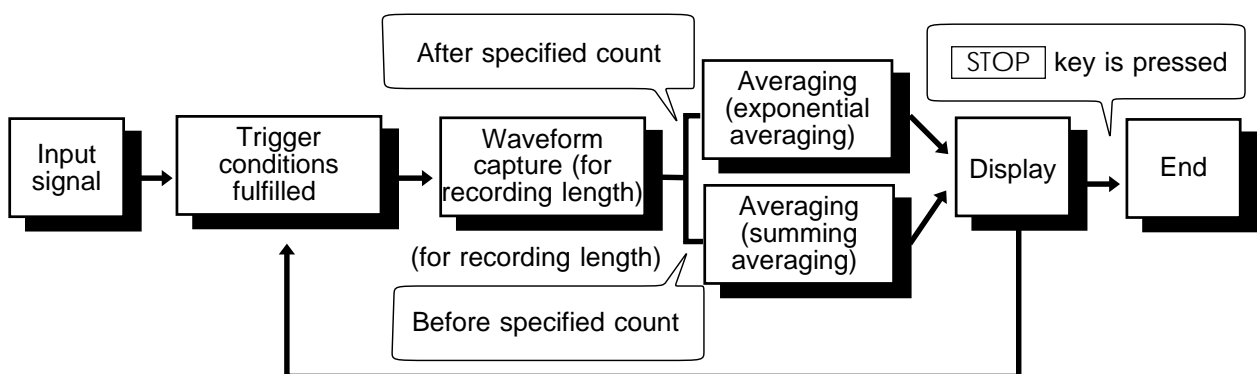 After specified count
STOP key is pressed
Input
signal
Trigger
conditions
fulfilled
Waveform
capture (for
recording length)
Averaging
(exponential
averaging)
Averaging
(summing
averaging)
Display
End
(for recording length)
Before specified count